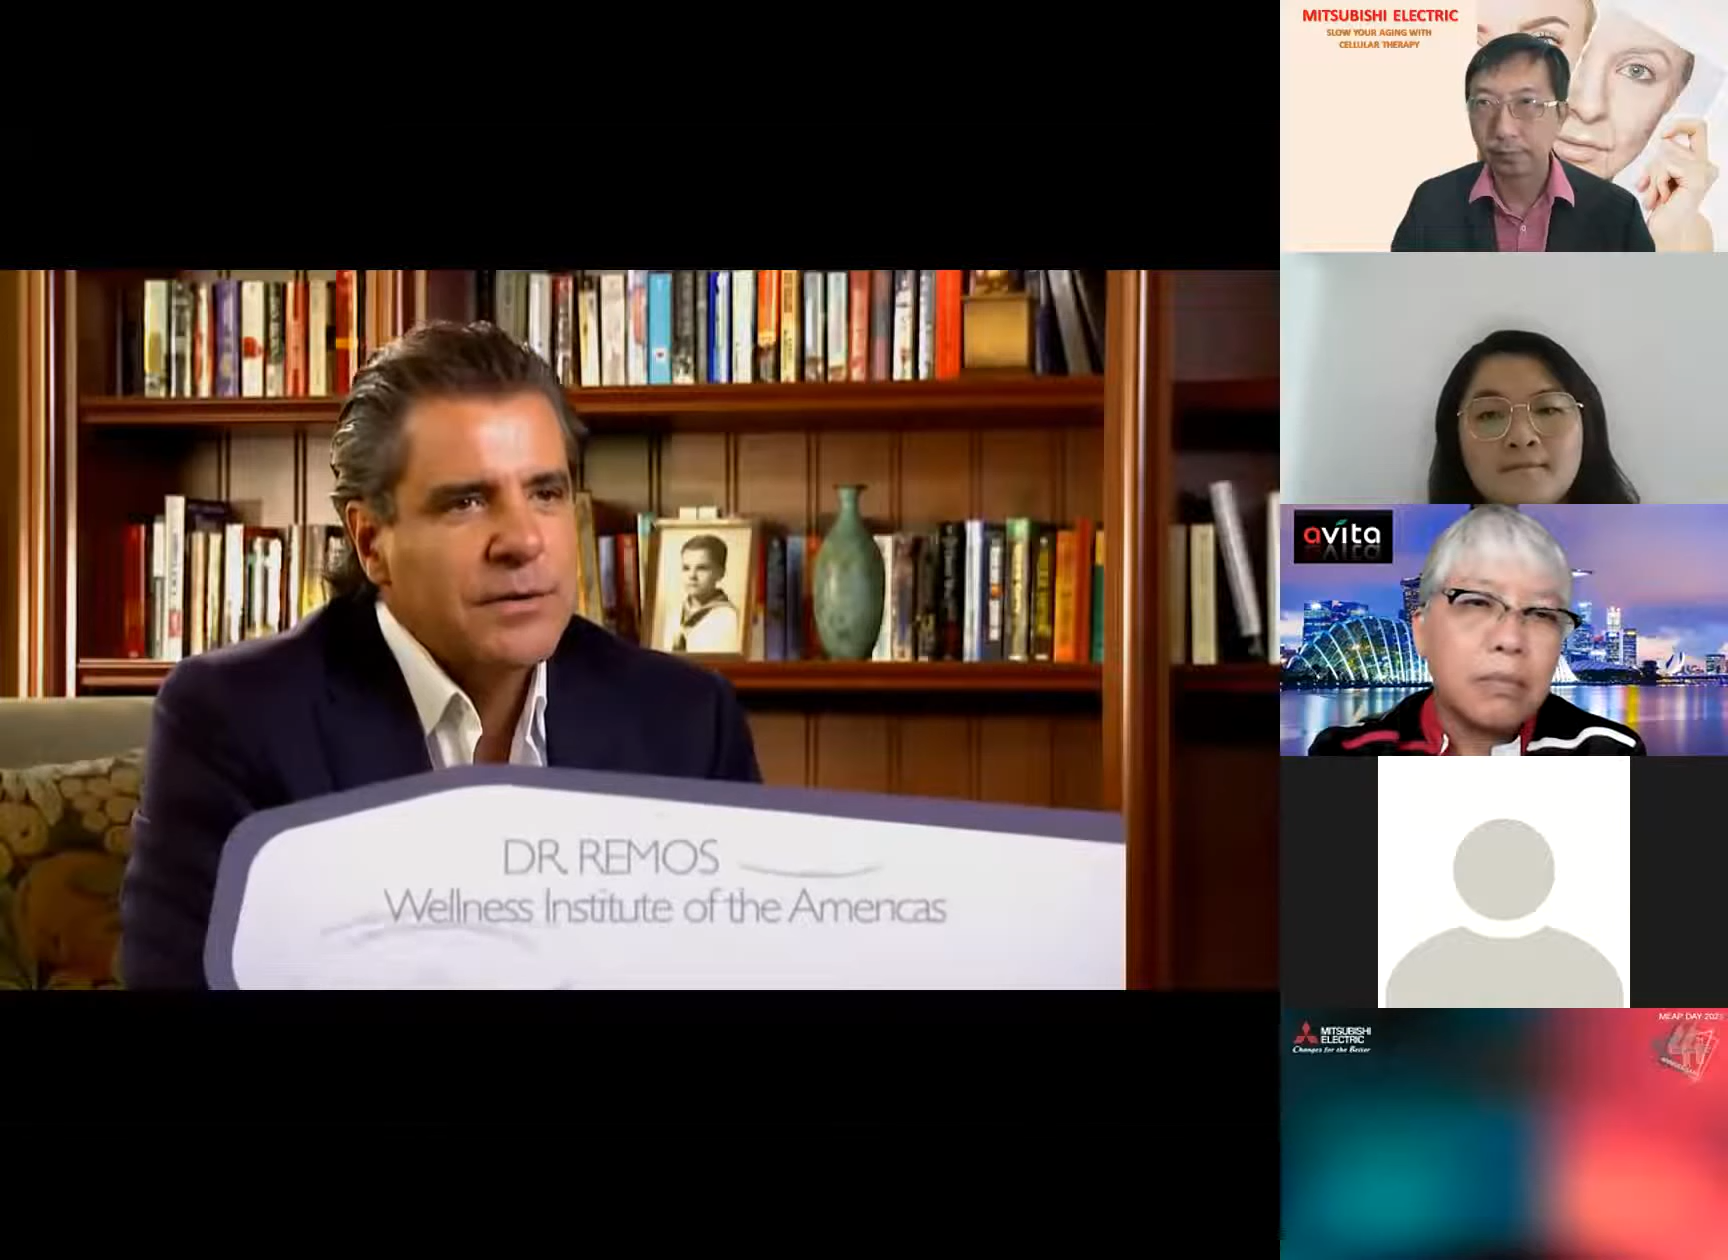 DR. REMOS
Wellness Institute of the Amencas
MITSUBISHI ELECTRIC
SLOW YOUR AGING WITH
CELLULAR THERAPY
avita
MITSUBISHI
ELECTRIC
Changes for the Better
MEAP DAY 2021